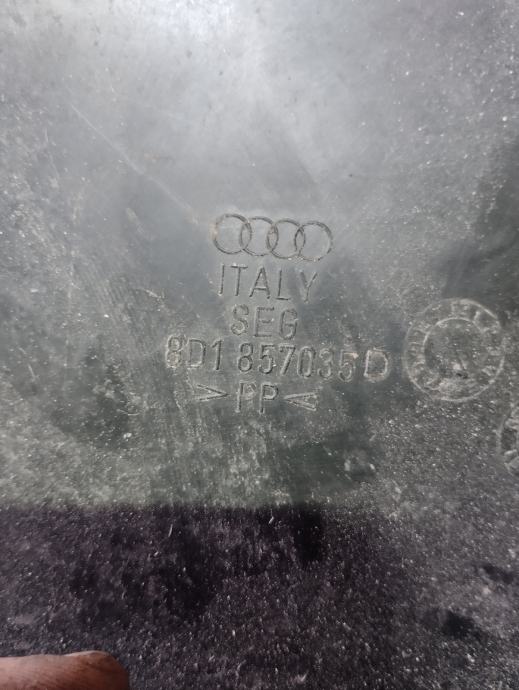 ITALY
SEG
8D1 857035 D
> PP <